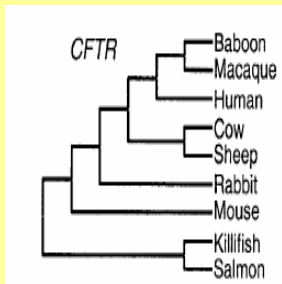 CFTR
Baboon
Macaque
Human
Cow
Sheep
Rabbit
Mouse
Killifish
Salmon